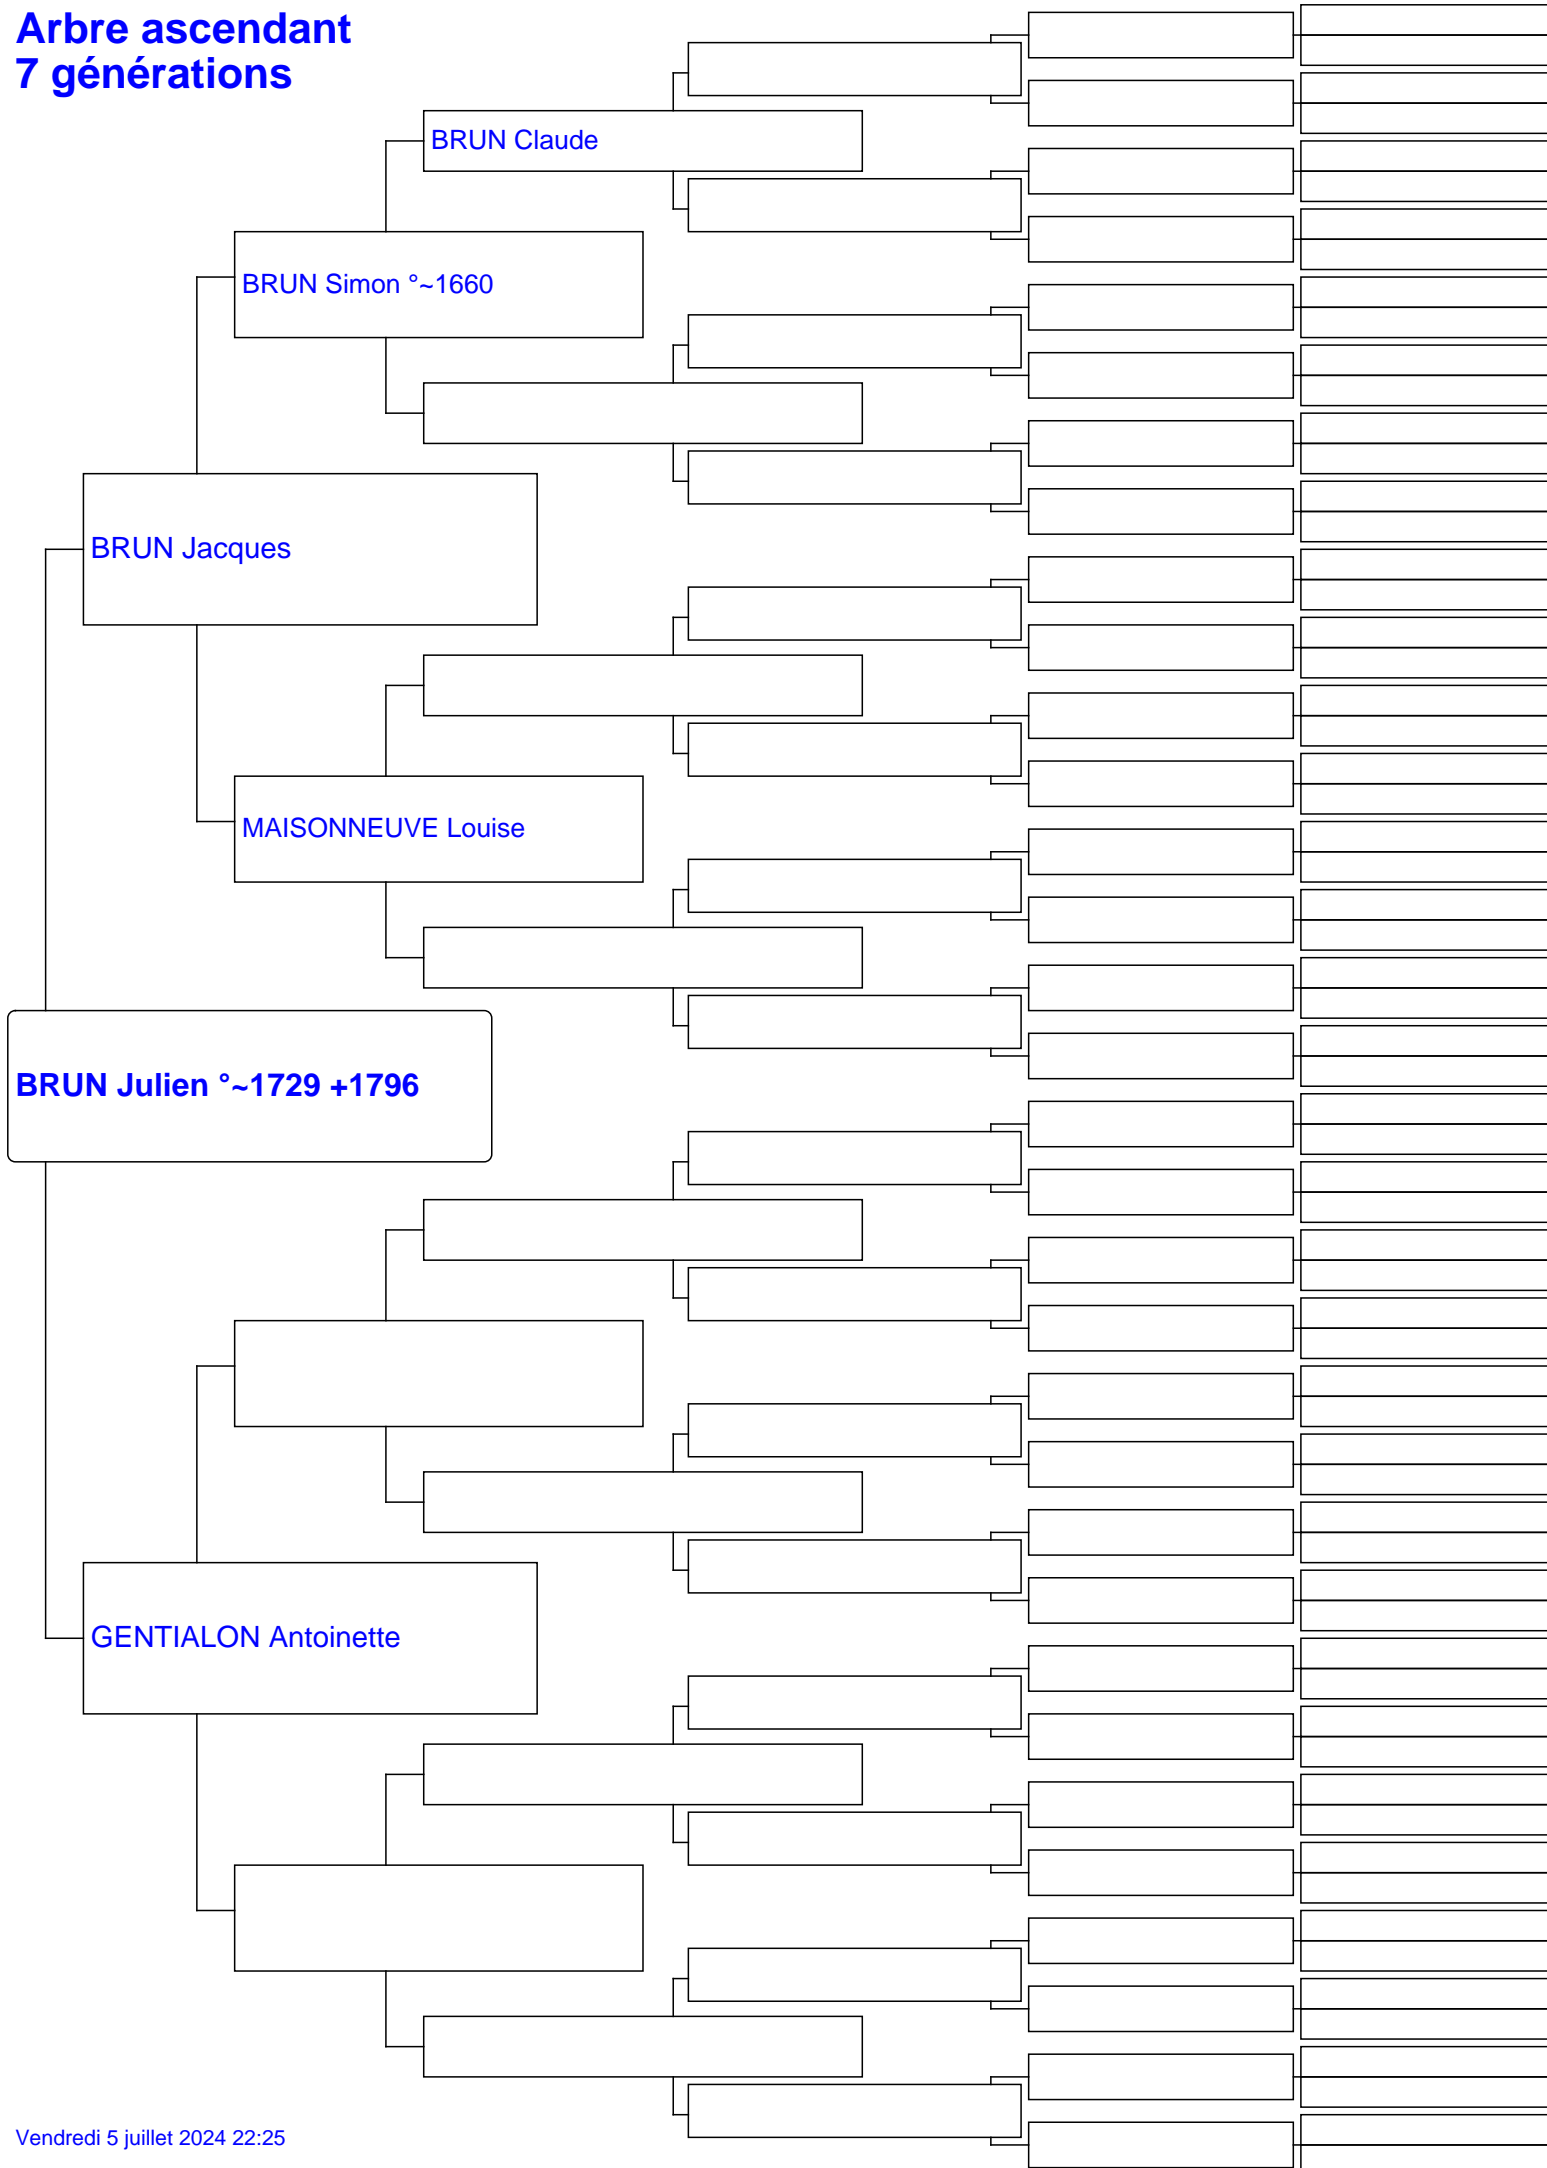 Arbre ascendant
7 générations
BRUN Claude
BRUN Simon °~1660
BRUN Jacques
MAISONNEUVE Louise
BRUN Julien °~1729 +1796
GENTIALON Antoinette
Vendredi 5 juillet 2024 22:25